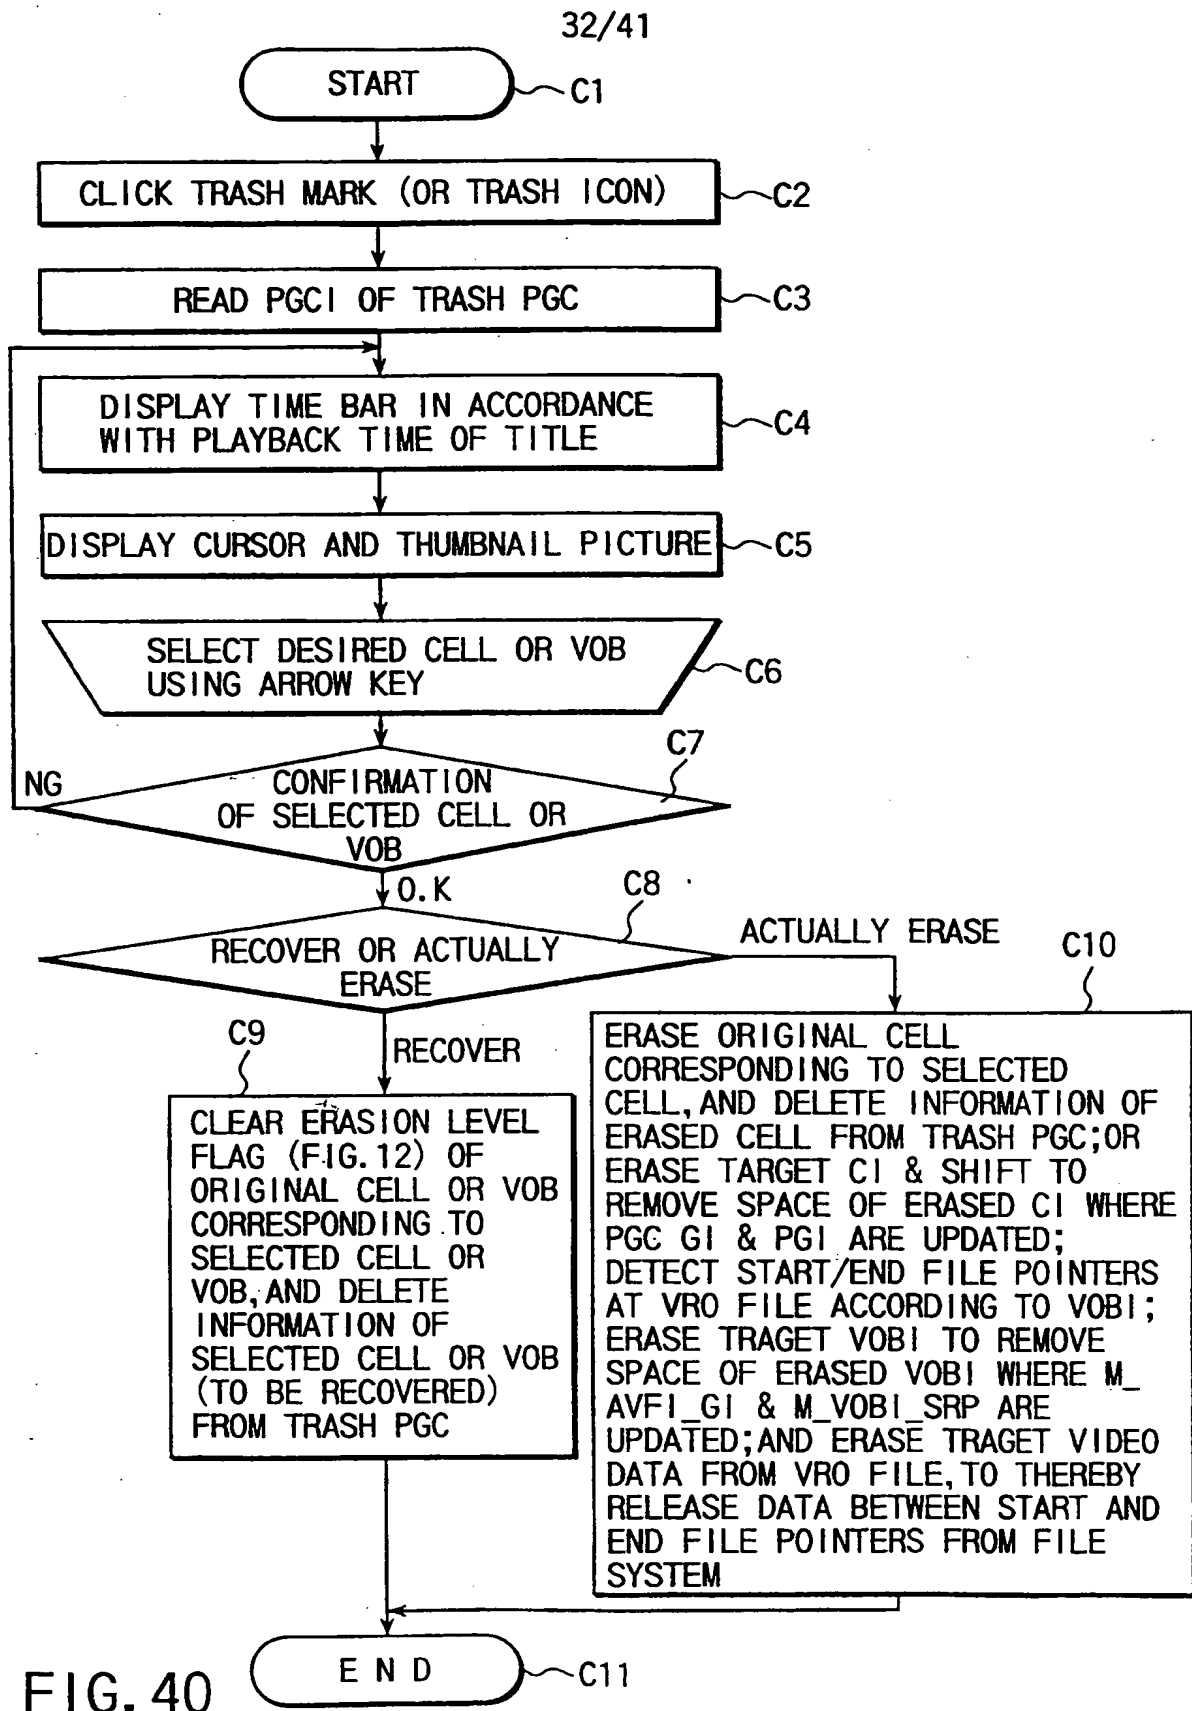 32/41
START
C1
CLICK TRASH MARK (OR TRASH ICON)
C2
READ PGCI OF TRASH PGC
C3
DISPLAY TIME BAR IN ACCORDANCE
WITH PLAYBACK TIME OF TITLE
C4
DISPLAY CURSOR AND THUMBNAIL PICTURE
C5
SELECT DESIRED CELL OR VOB
USING ARROW KEY
C6
C7
NG
CONFIRMATION
OF SELECTED CELL OR
VOB
O.K
C8
RECOVER OR ACTUALLY
ERASE
ACTUALLY ERASE
C10
C9
RECOVER
CLEAR ERASION LEVEL
FLAG (FIG.12) OF
ORIGINAL CELL OR VOB
CORRESPONDING TO
SELECTED CELL OR
VOB,AND DELETE
INFORMATION OF
SELECTED CELL OR VOB
(TO BE RECOVERED)
FROM TRASH PGC
ERASE ORIGINAL CELL
CORRESPONDING TO SELECTED
CELL,AND DELETE INFORMATION OF
ERASED CELL FROM TRASH PGC;OR
ERASE TARGET CI & SHIFT TO
REMOVE SPACE OF ERASED CI WHERE
PGC GI & PGI ARE UPDATED;
DETECT START/END FILE POINTERS
AT VRO FILE ACCORDING TO VOBI;
ERASE TRAGET VOBI TO REMOVE
SPACE OF ERASED VOBI WHERE M_
AVFI_GI & M_VOBI_SRP ARE
UPDATED;AND ERASE TRAGET VIDEO
DATA FROM VRO FILE,TO THEREBY
RELEASE DATA BETWEEN START AND
END FILE POINTERS FROM FILE
SYSTEM
END
C11
FIG.40